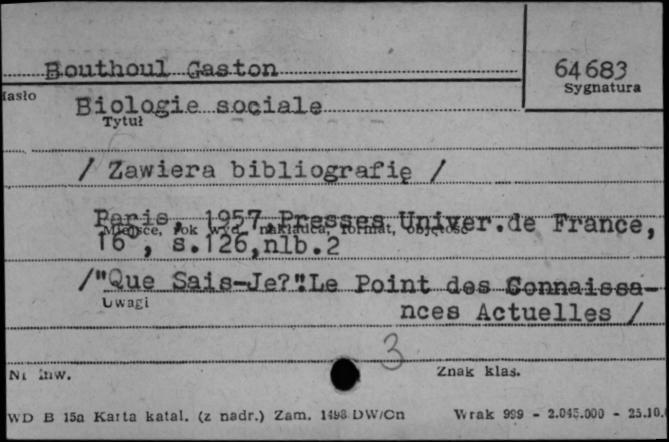 Bouthoul Gaston
64683
Sygnatura
Hasło
Biologie sociale
Tytuł
/ Zawiera bibliografię /
Paris, 1957, Presses Univer.de France,
Miejsce, rok wyd., nakładca, format, objętość
16°, s.126,nlb.2
/"Que Sais-Je?".Le Point des Connaissa-
Uwagi
nces Actuelles /
3
Nr inw.
Znak klas.
WD B 15a Karta katal. (z nadr.) Zam. 1498 DW/Cn Wrak 999 - 2.045.000 - 25.10.